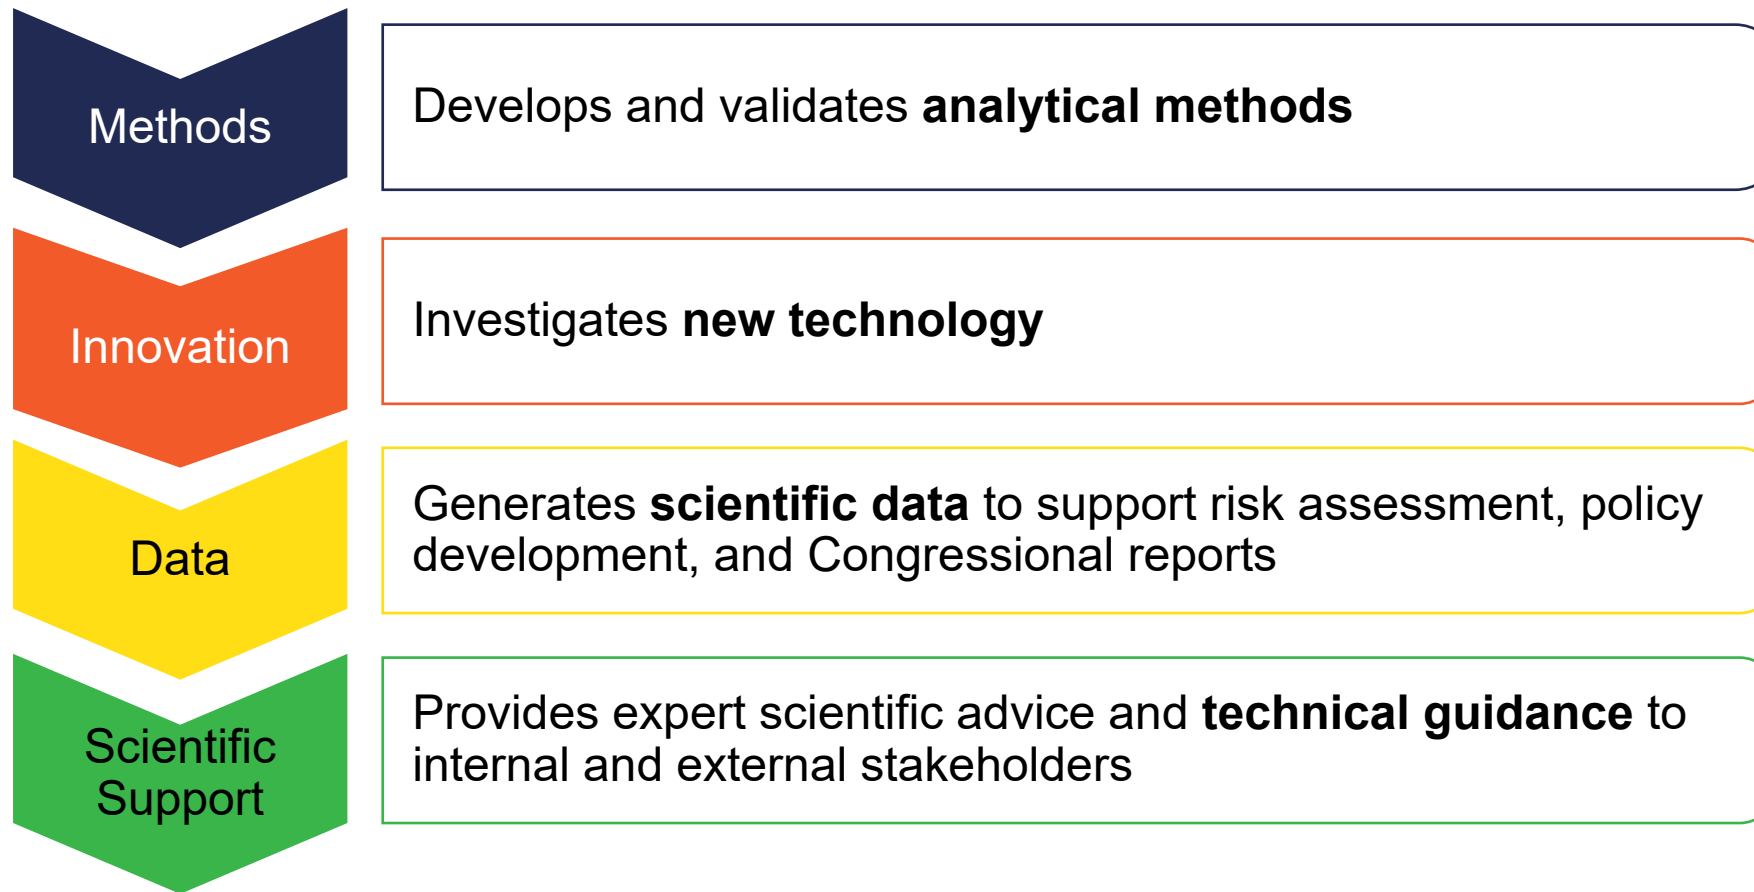 Methods
Develops and validates analytical methods
Innovation
Investigates new technology
Data
Generates scientific data to support risk assessment, policy
development, and Congressional reports
Scientific
Support
Provides expert scientific advice and technical guidance to
internal and external stakeholders